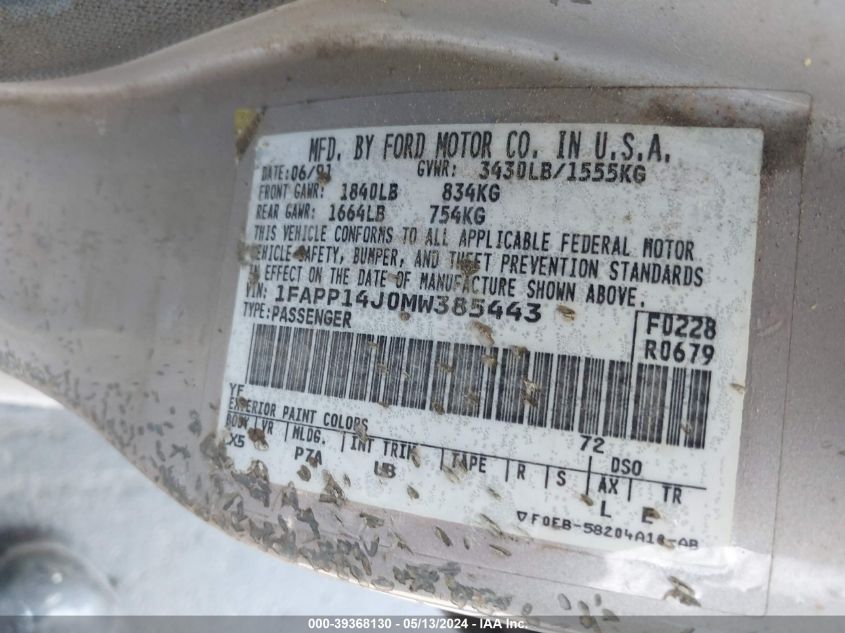 MFD. BY FORD MOTOR CO. IN U.S.A.
DATE: 06/91 GVWR: 3430LB/1555KG
FRONT GAWR: 1840LB 834KG
REAR GAWR: 1664LB 754KG
THIS VEHICLE CONFORMS TO ALL APPLICABLE FEDERAL MOTOR
VEHICLE SAFETY, BUMPER, AND THEFT PREVENTION STANDARDS
IN EFFECT ON THE DATE OF MANUFACTURE SHOWN ABOVE.
VIN: 1FAPP14J0MW385443
TYPE: PASSENGER
F0228
R0679
YF 72
EXTERIOR PAINT COLORS DSO
BODY VR MLDG. INT TRIM TAPE R S AX TR
X5 P7A UB L E
▽F0EB-58204A10-AB
000-39368130 - 05/13/2024 - IAA Inc.